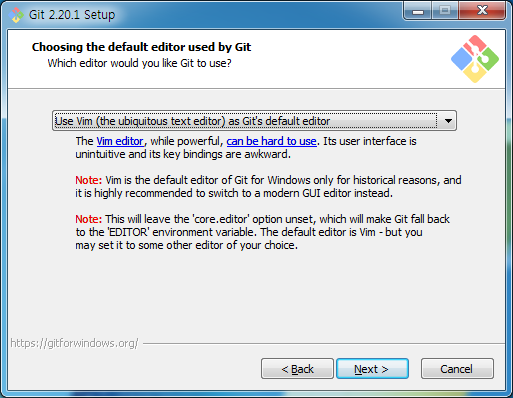 Git 2.20.1 Setup
Choosing the default editor used by Git
Which editor would you like Git to use?
Use Vim (the ubiquitous text editor) as Git's default editor
The Vim editor, while powerful, can be hard to use. Its user interface is
unintuitive and its key bindings are awkward.
Note: Vim is the default editor of Git for Windows only for historical reasons, and
it is highly recommended to switch to a modern GUI editor instead.
Note: This will leave the 'core.editor' option unset, which will make Git fall back
to the 'EDITOR' environment variable. The default editor is Vim - but you
may set it to some other editor of your choice.
https://gitforwindows.org/
< Back
Next >
Cancel